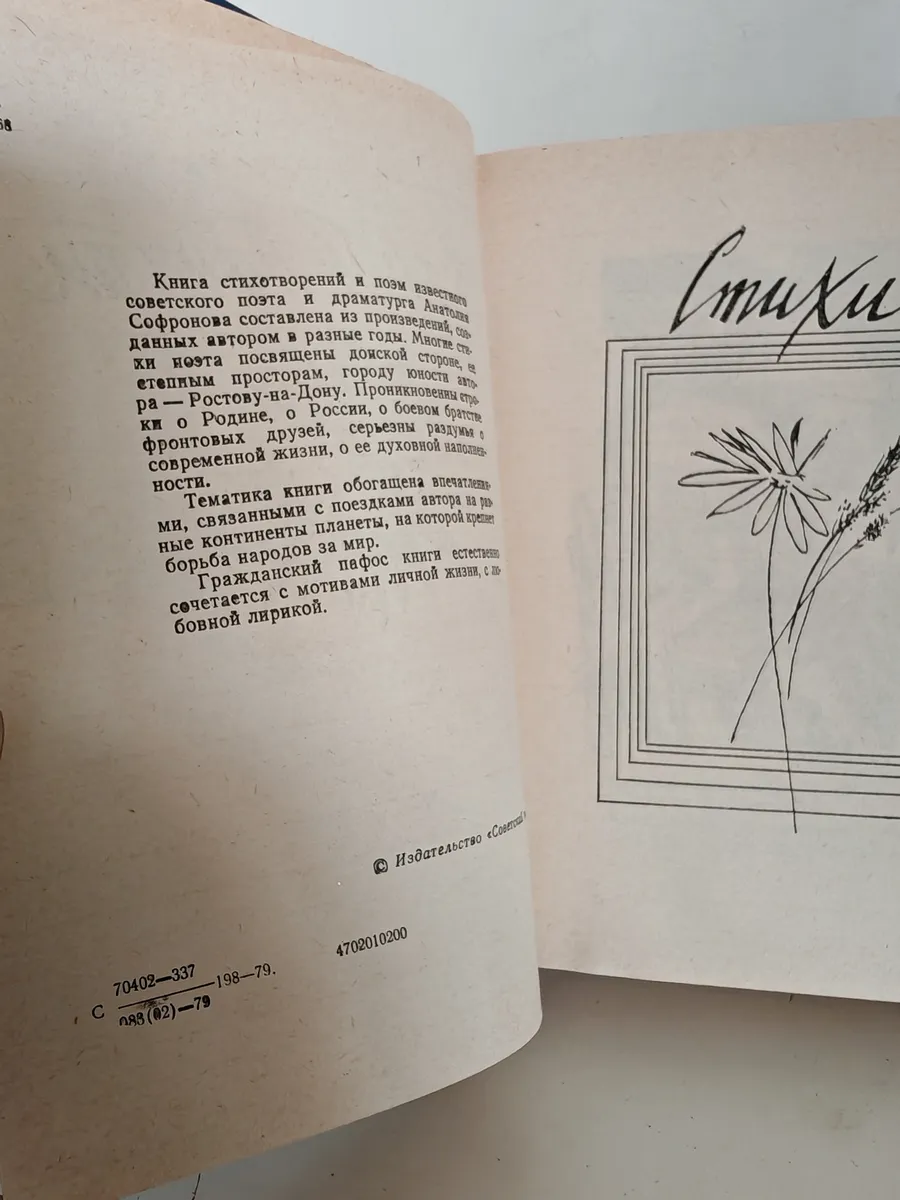 58
Книга стихотворений и поэм известного
советского поэта и драматурга Анатолия
Софронова составлена из произведений, соз-
данных автором в разные годы. Многие сти-
хи поэта посвящены донской стороне, ее
степным просторам, городу юности авто-
ра — Ростову-на-Дону. Проникновенны стро-
ки о Родине, о России, о боевом братстве
фронтовых друзей, серьезны раздумья о
современной жизни, о ее духовной наполнен-
ности.
Тематика книги обогащена впечатления-
ми, связанными с поездками автора на раз-
ные континенты планеты, на которой крепнет
борьба народов за мир.
Гражданский пафос книги естественно
сочетается с мотивами личной жизни, с лю-
бовной лирикой.
© Издательство «Советский
70402—337
С 198—79. 4702010200
083(02)—79
Стихи